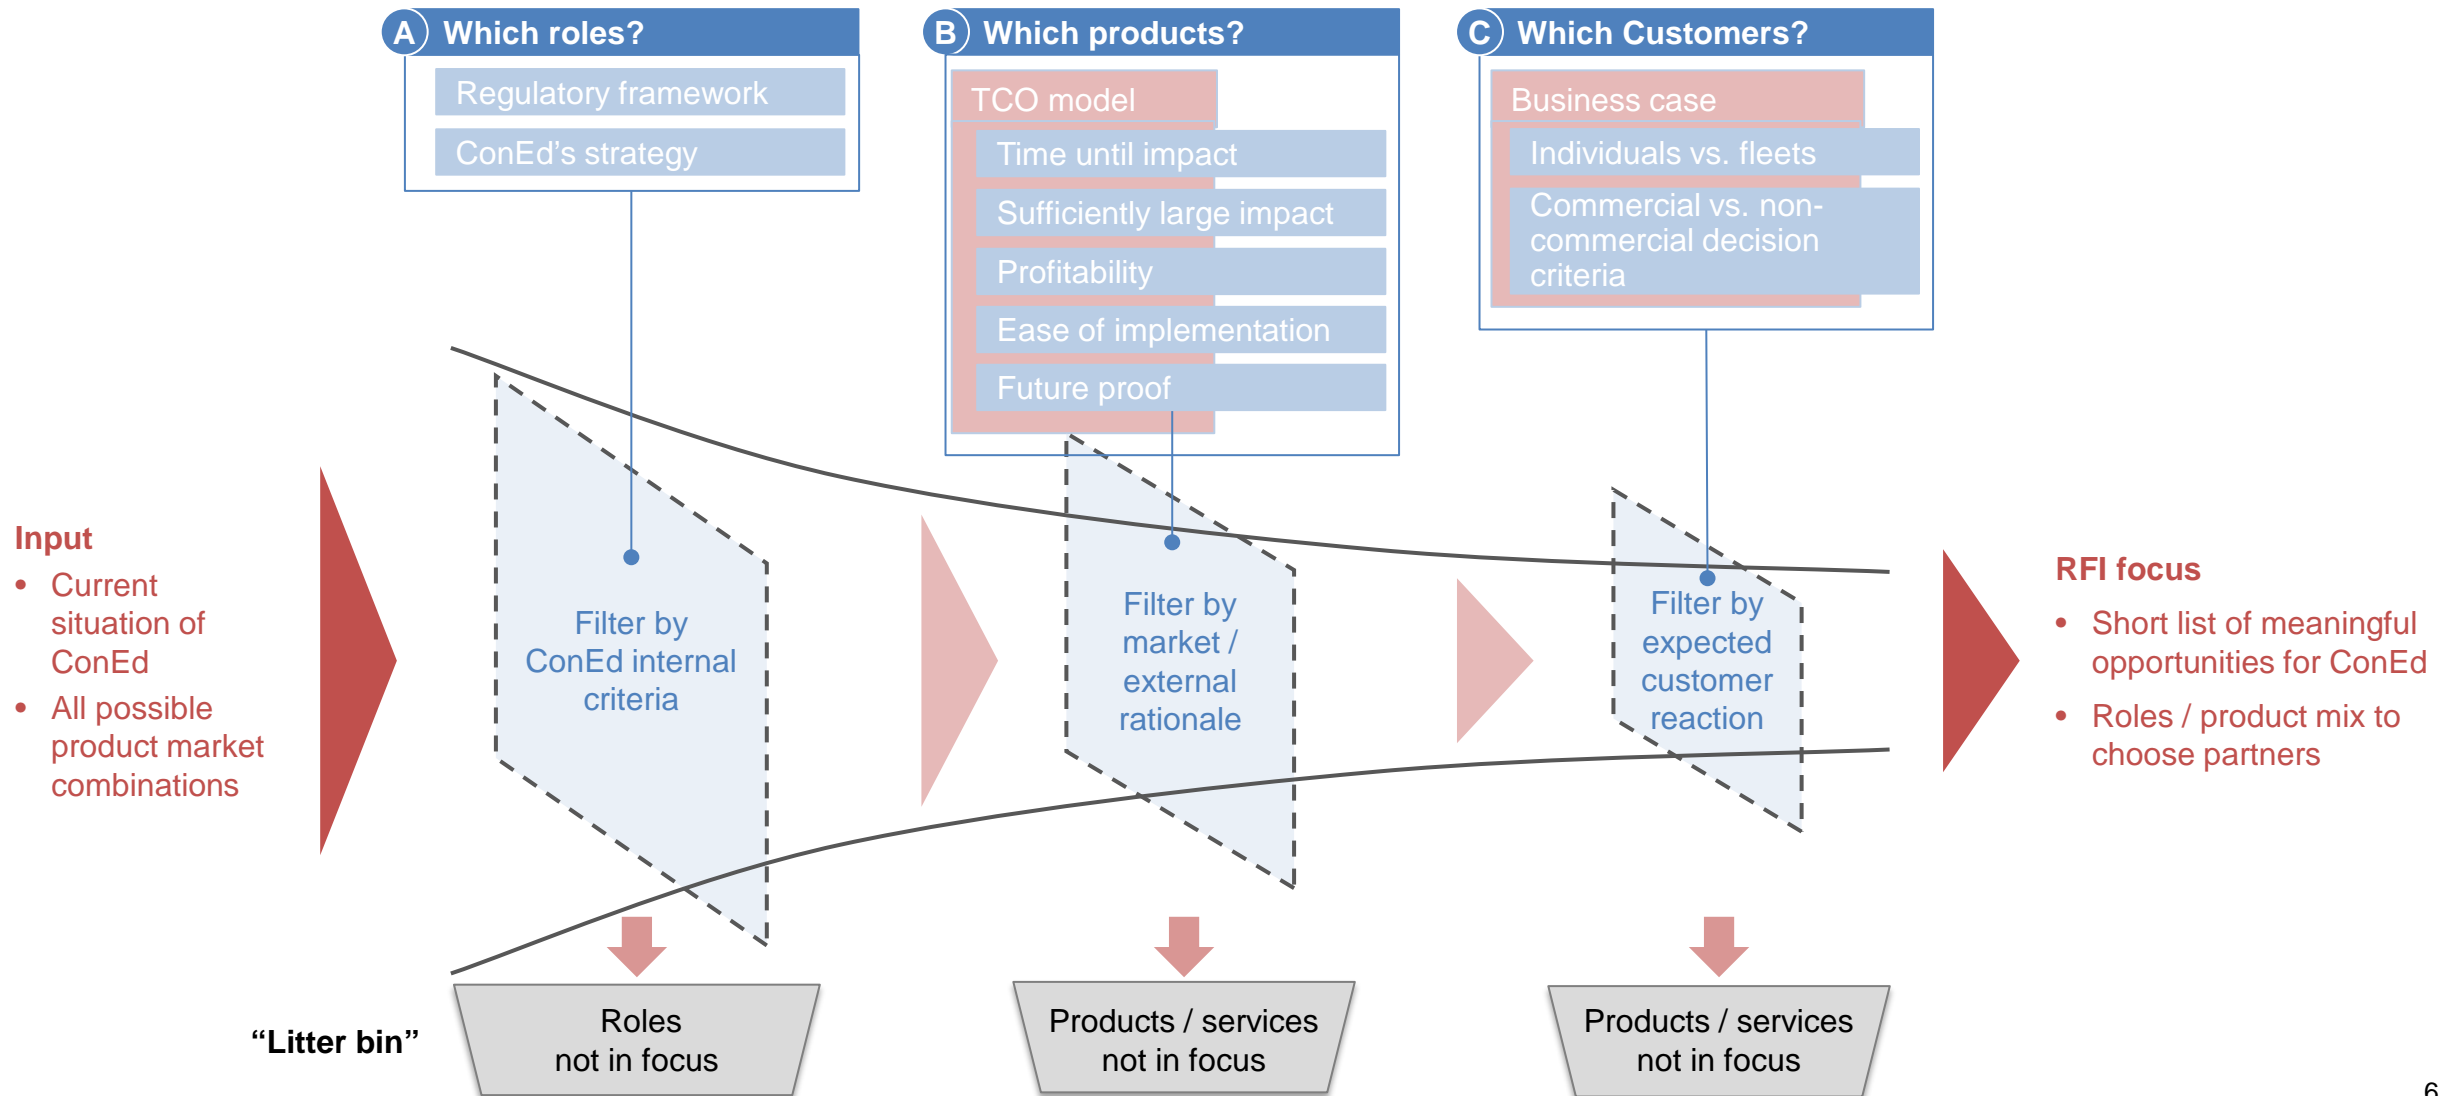 A Which roles?
Regulatory framework
ConEd’s strategy
B Which products?
TCO model
Time until impact
Sufficiently large impact
Profitability
Ease of implementation
Future proof
C Which Customers?
Business case
Individuals vs. fleets
Commercial vs. non-
commercial decision
criteria
Input
• Current
situation of
ConEd
• All possible
product market
combinations
Filter by
ConEd internal
criteria
Filter by
market /
external
rationale
Filter by
expected
customer
reaction
RFI focus
• Short list of meaningful
opportunities for ConEd
• Roles / product mix to
choose partners
“Litter bin”
Roles
not in focus
Products / services
not in focus
Products / services
not in focus
6